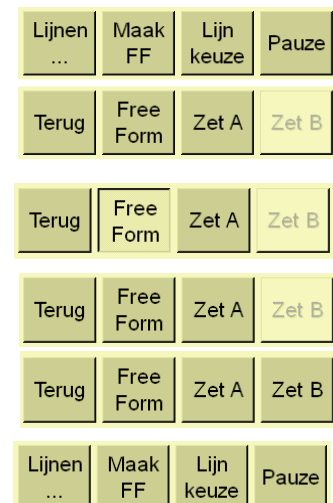 Lijnen ... Maak FF Lijn keuze Pauze
Terug Free Form Zet A Zet B
Terug Free Form Zet A Zet B
Terug Free Form Zet A Zet B
Terug Free Form Zet A Zet B
Lijnen ... Maak FF Lijn keuze Pauze